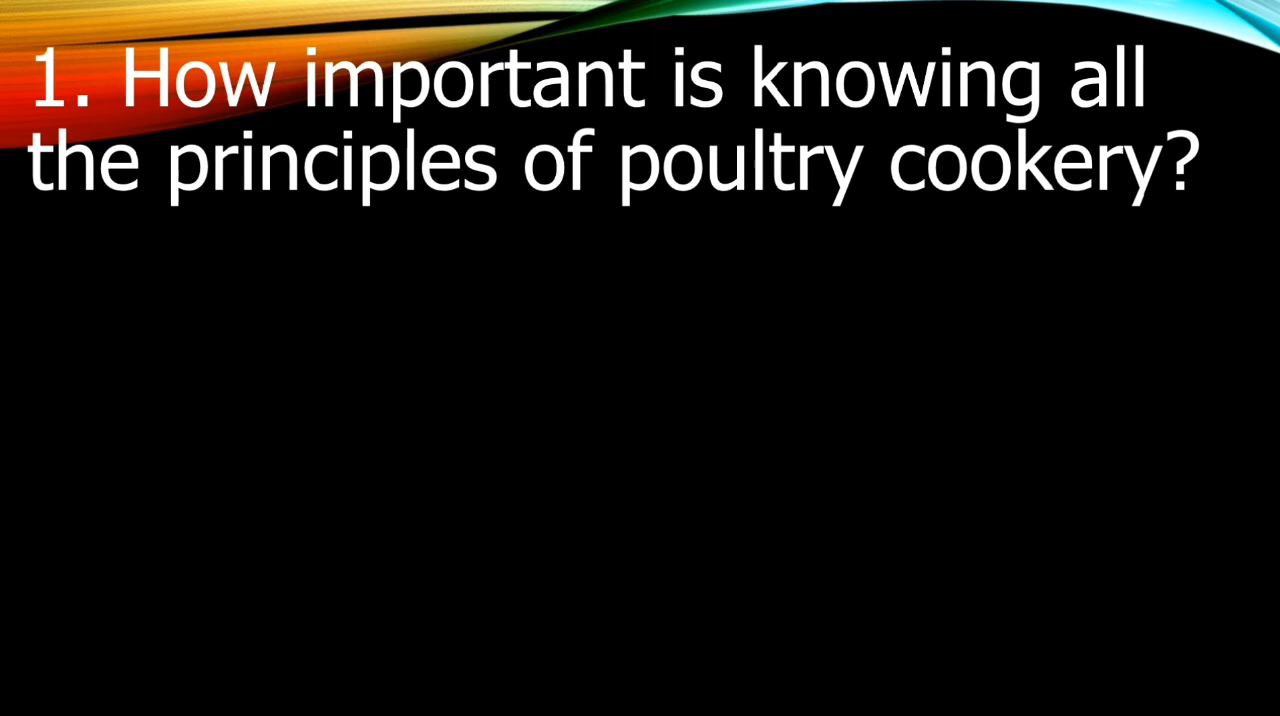 1. How important is knowing all
the principles of poultry cookery?